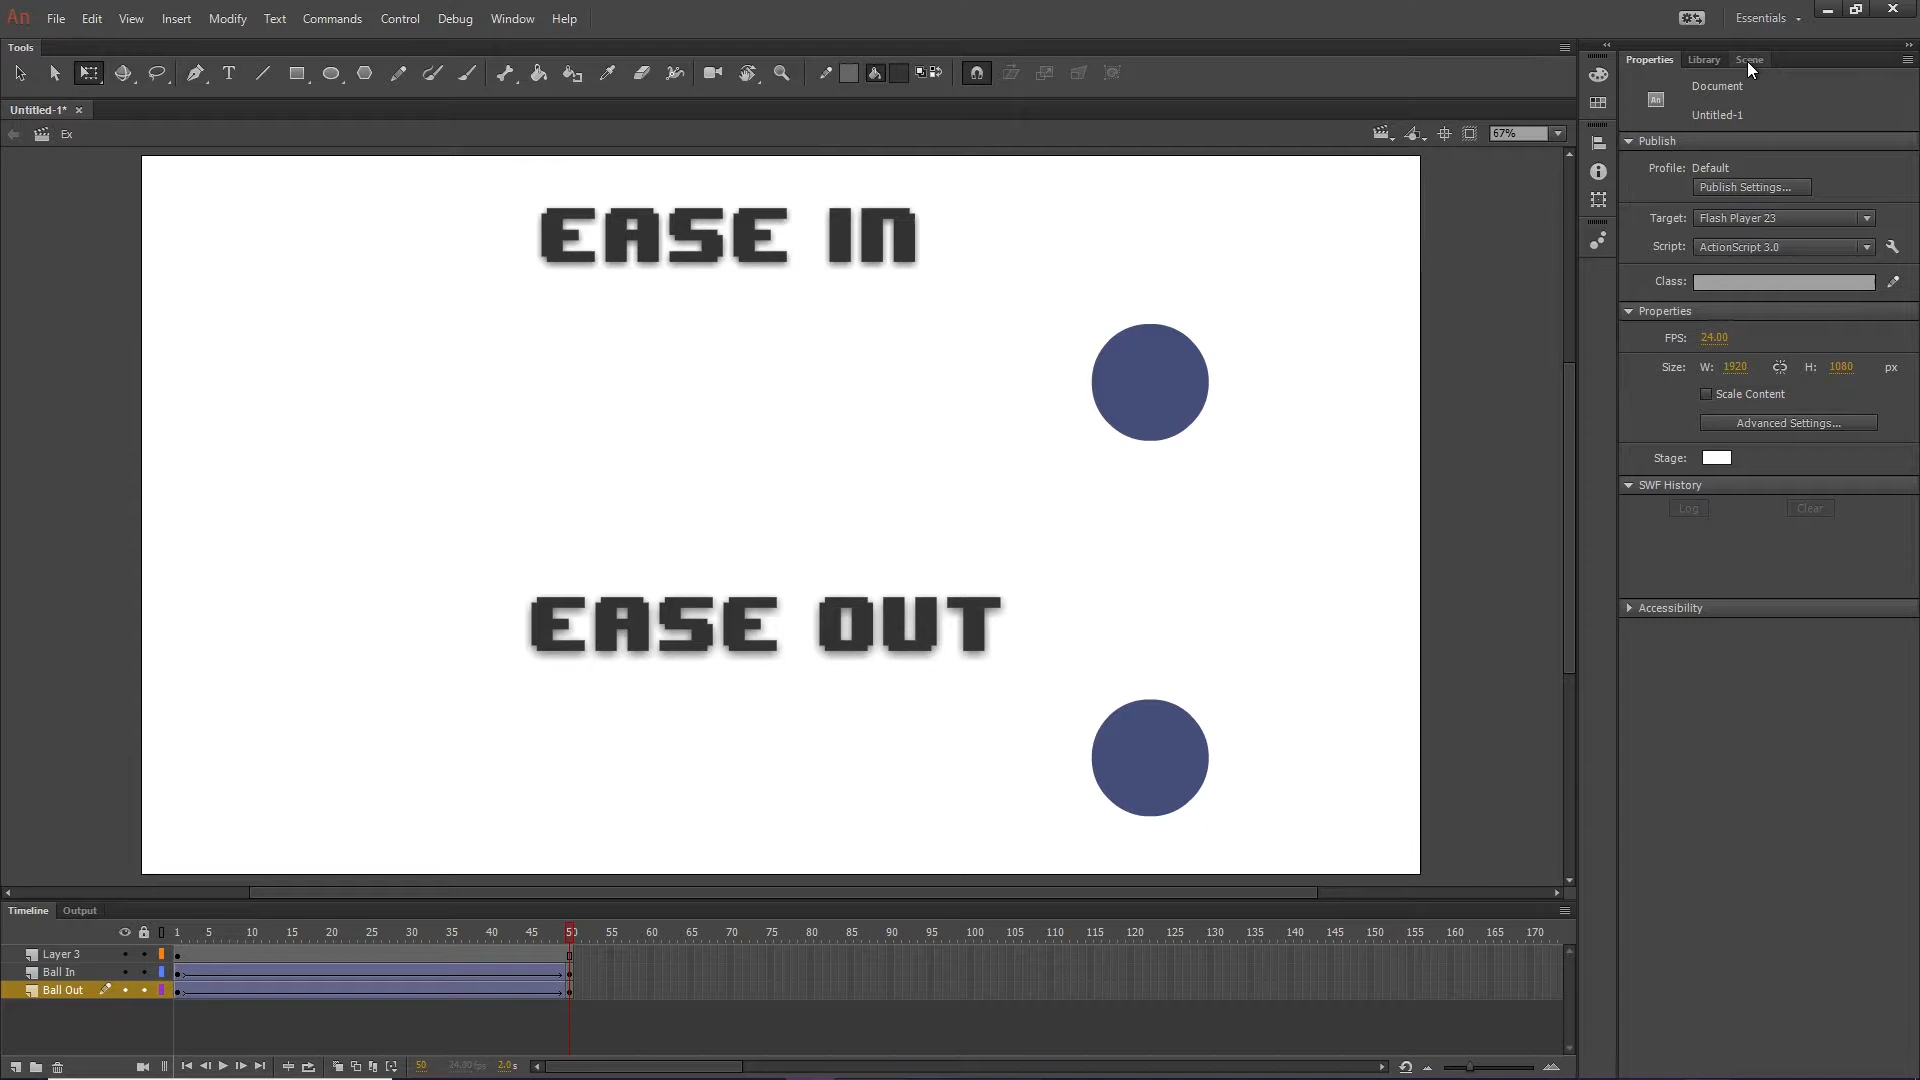 An File Edit View Insert Modify Text Commands Control Debug Window Help Essentials
Tools
Untitled-1* ×
Ex 67%
EASE IN
EASE OUT
Properties Library Scene
Document
An
Untitled-1
Publish
Profile: Default
Publish Settings...
Target: Flash Player 23
Script: ActionScript 3.0
Class:
Properties
FPS: 24.00
Size: W: 1920 H: 1080 px
Scale Content
Advanced Settings...
Stage:
SWF History
Log Clear
Accessibility
Timeline Output
1 5 10 15 20 25 30 35 40 45 50 55 60 65 70 75 80 85 90 95 100 105 110 115 120 125 130 135 140 145 150 155 160 165 170
Layer 3
Ball In
Ball Out
50 24.00 fps 2.0 s